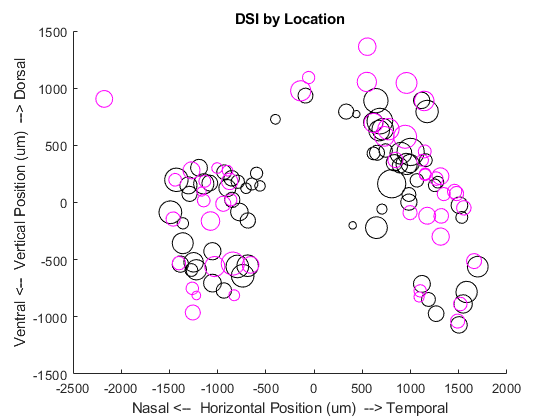 DSI by Location
Ventral <-- Vertical Position (um) --> Dorsal
1500
1000
500
0
-500
-1000
-1500
-2500 -2000 -1500 -1000 -500 0 500 1000 1500 2000
Nasal <-- Horizontal Position (um) --> Temporal